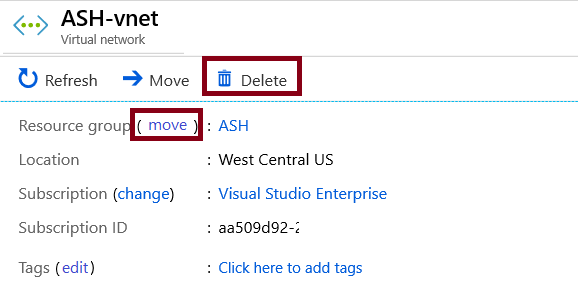 ASH-vnet
Virtual network
Refresh Move Delete
Resource group ( move ) : ASH
Location : West Central US
Subscription (change) : Visual Studio Enterprise
Subscription ID : aa509d92-
Tags (edit) : Click here to add tags